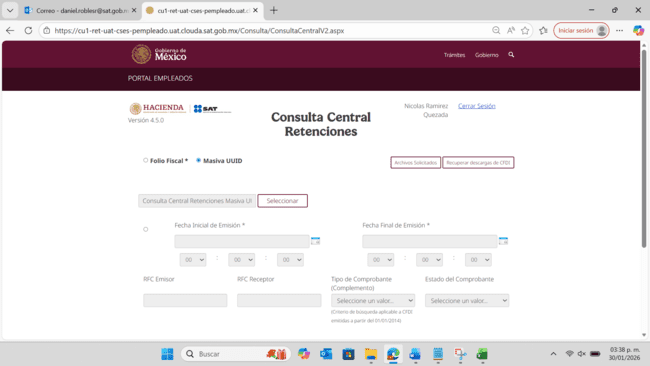 Correo - daniel.roblesr@sat.gob.m
cu1-ret-uat-cses-pempleado.uat.c
https://cu1-ret-uat-cses-pempleado.uat.clouda.sat.gob.mx/Consulta/ConsultaCentralV2.aspx
Iniciar sesión
Gobierno de
México
Trámites
Gobierno
PORTAL EMPLEADOS
HACIENDA
SAT
Versión 4.5.0
Consulta Central
Retenciones
Nicolas Ramirez
Quezada
Cerrar Sesión
Folio Fiscal *
Masiva UUID
Archivos Solicitados
Recuperar descargas de CFDI
Consulta Central Retenciones Masiva UI
Seleccionar
Fecha Inicial de Emisión *
Fecha Final de Emisión *
00 : 00 : 00
00 : 00 : 00
RFC Emisor
RFC Receptor
Tipo de Comprobante
(Complemento)
Estado del Comprobante
Seleccione un valor...
Seleccione un valor...
(Criterio de búsqueda aplicable a CFDI
emitidas a partir del 01/01/2014)
Buscar
03:38 p. m.
30/01/2026